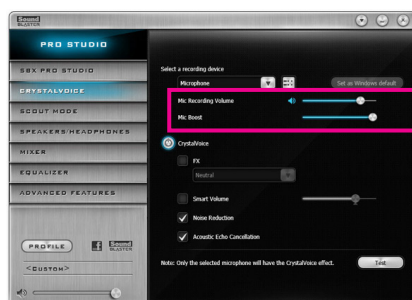 Sound
BLASTER
PRO STUDIO
SBX PRO STUDIO
CRYSTALVOICE
SCOUT MODE
SPEAKERS/HEADPHONES
MIXER
EQUALIZER
ADVANCED FEATURES
PROFILE
f
Sound
BLASTER
<CUSTOM>
Select a recording device
Microphone
Set as Windows default
Mic Recording Volume
Mic Boost
CrystalVoice
FX
Neutral
Smart Volume
Noise Reduction
Acoustic Echo Cancellation
Note: Only the selected microphone will have the CrystalVoice effect.
Test